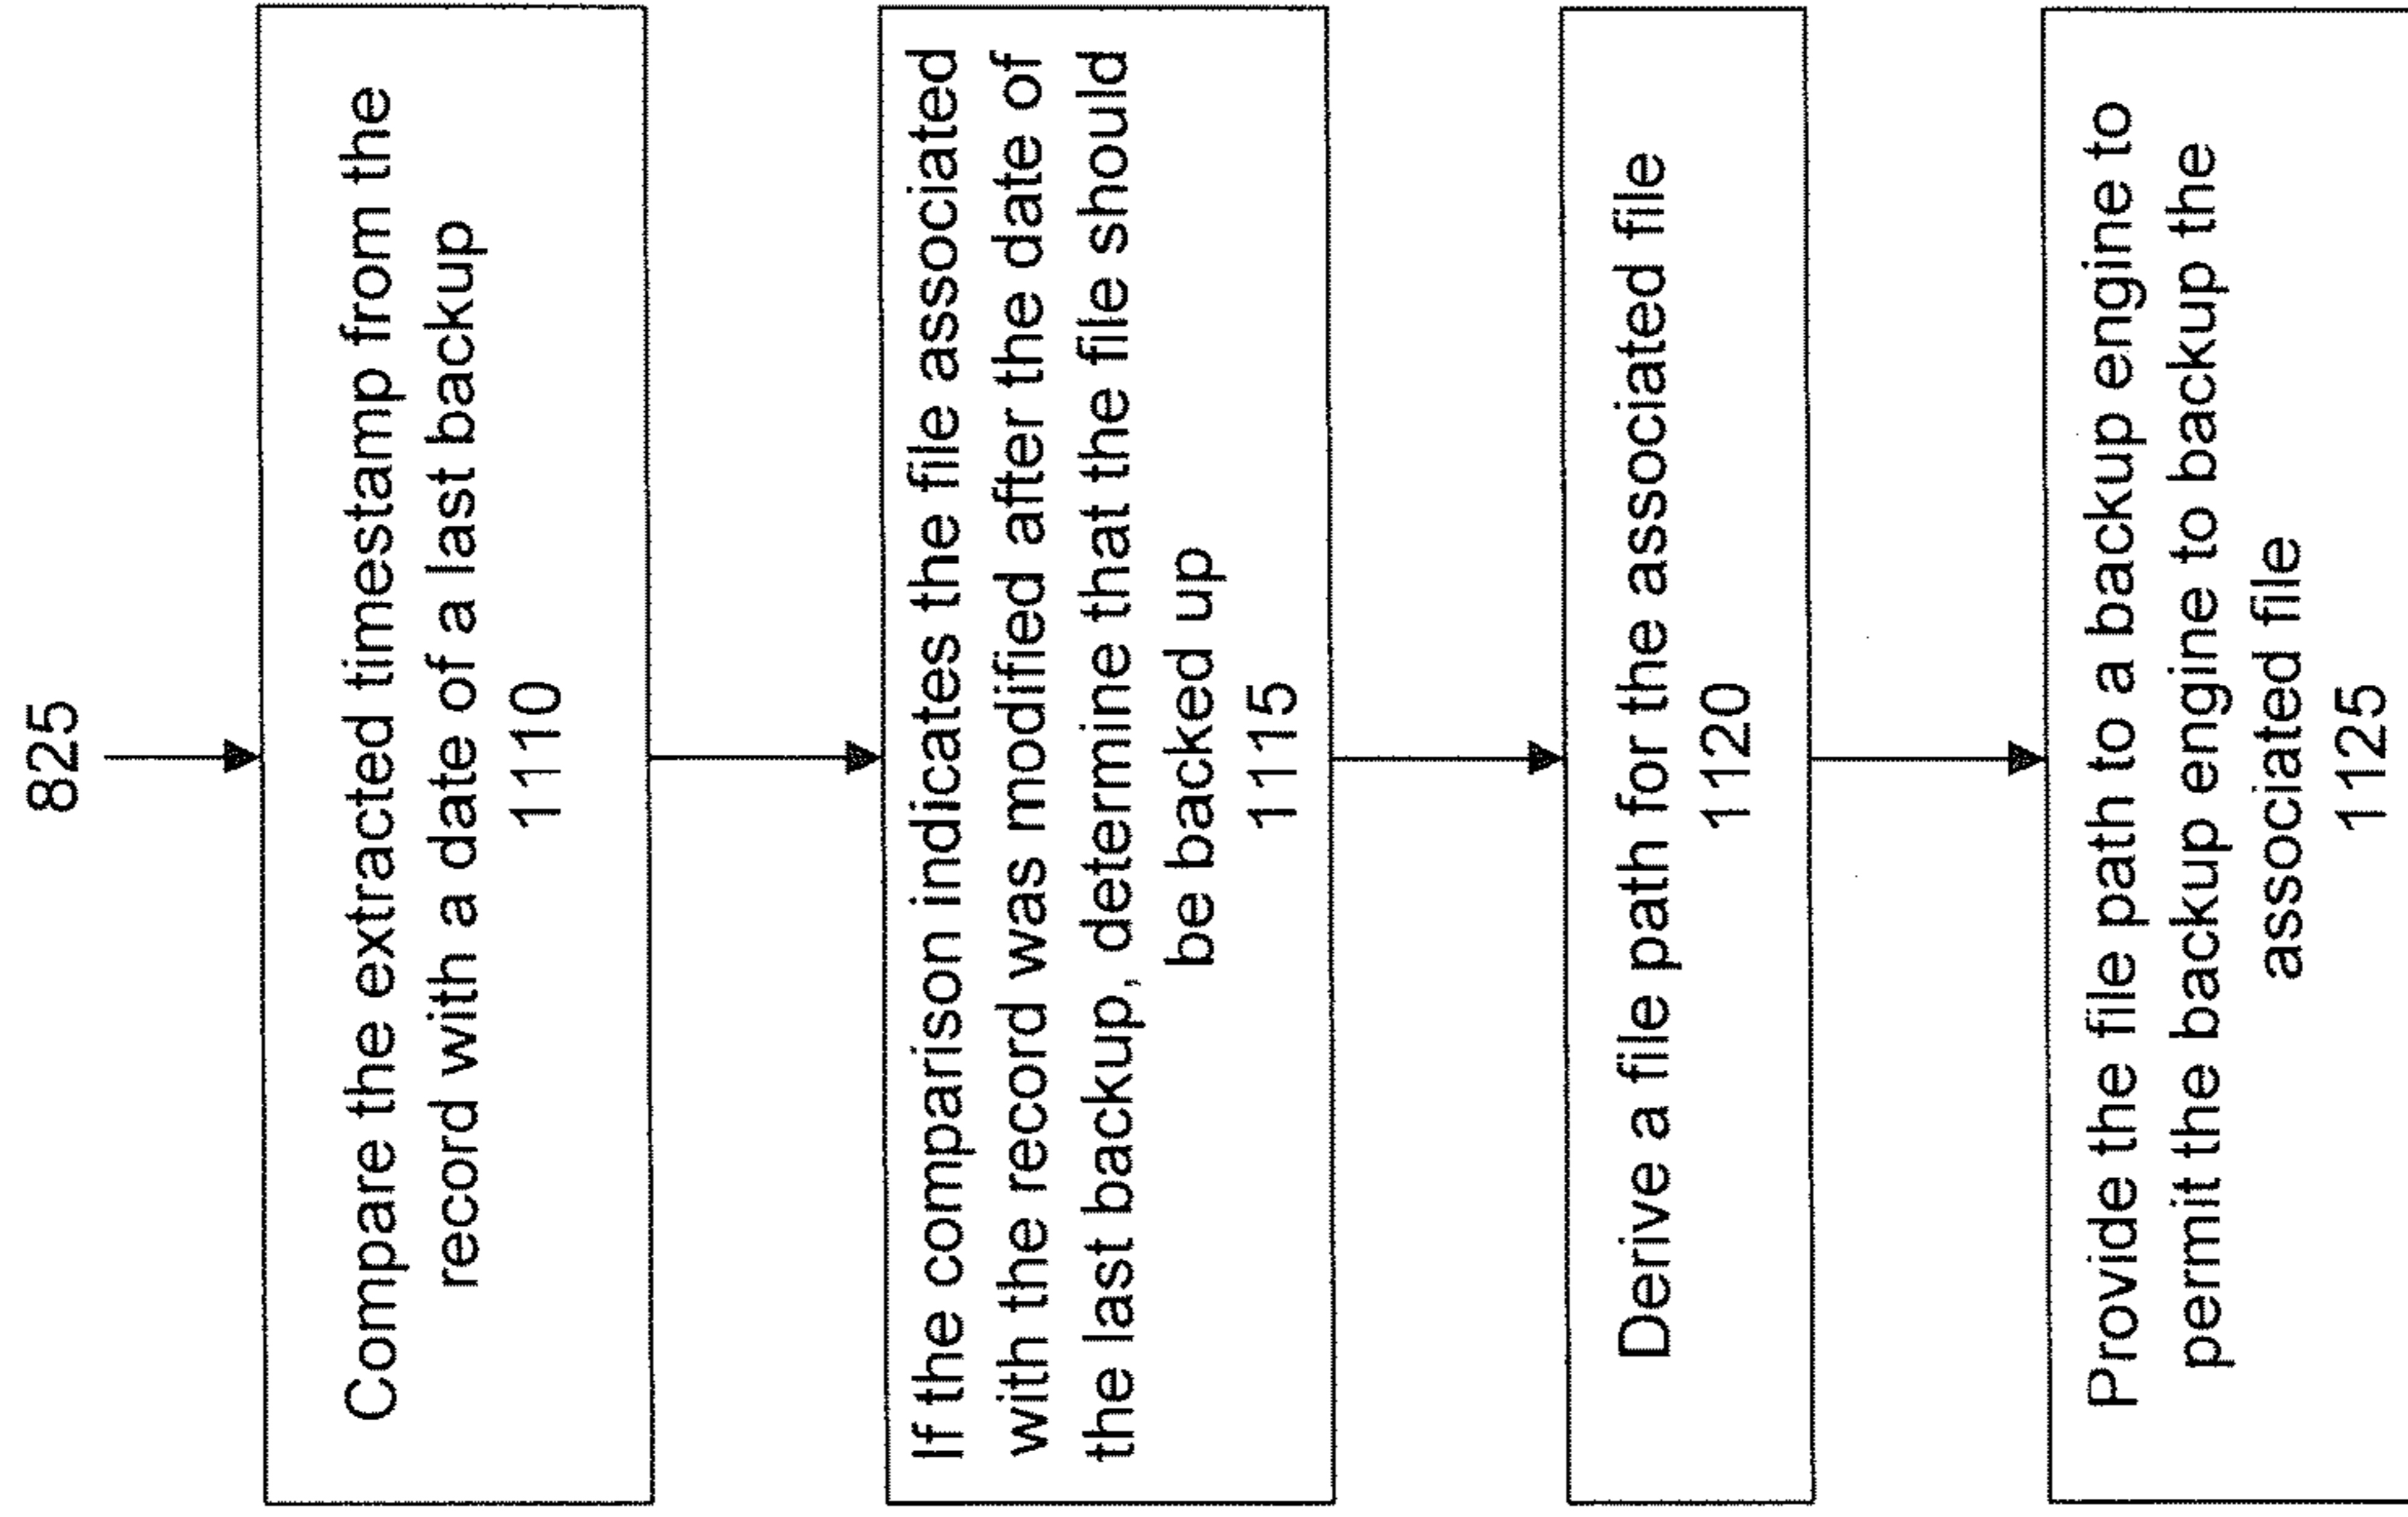 825
Compare the extracted timestamp from the
record with a date of a last backup
1110
If the comparison indicates the file associated
with the record was modified after the date of
the last backup, determine that the file should
be backed up
1115
Derive a file path for the associated file
1120
Provide the file path to a backup engine to
permit the backup engine to backup the
associated file
1125